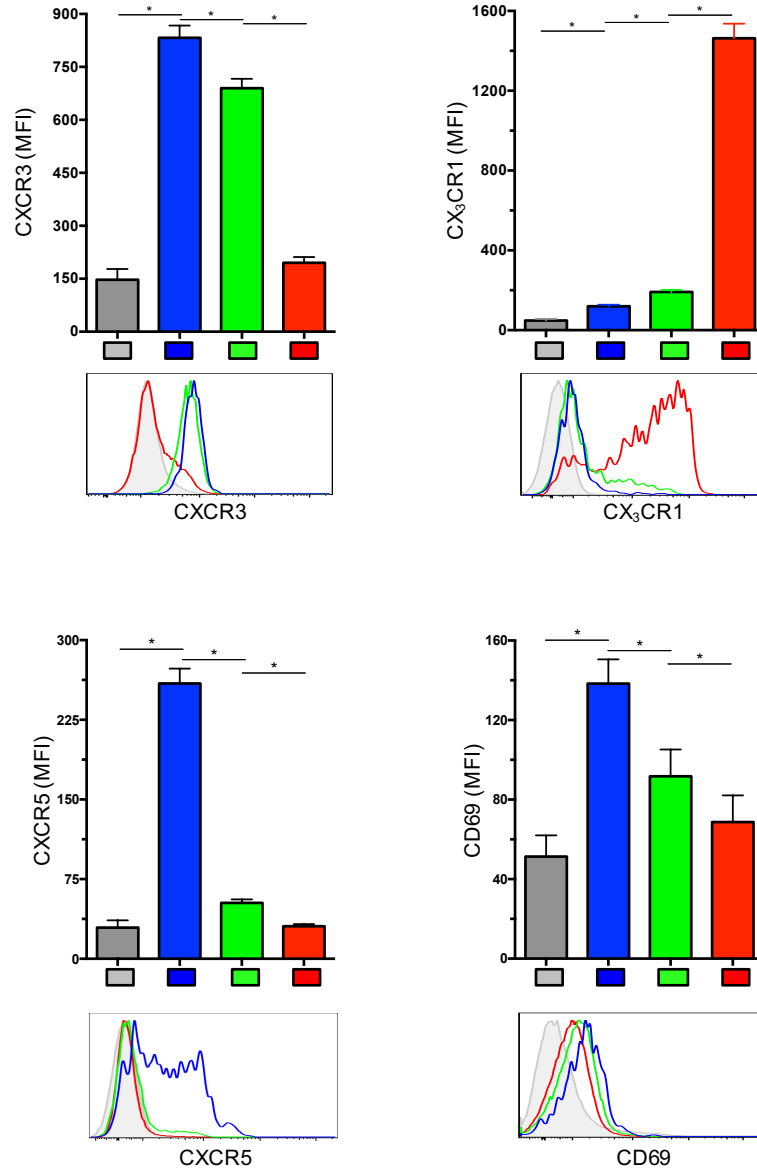 * * *
900
750
600
450
300
150
0
CXCR3 (MFI)
CXCR3
* * *
1600
1200
800
400
0
CX₃CR1 (MFI)
CX₃CR1
* * *
300
225
150
75
0
CXCR5 (MFI)
CXCR5
* * *
160
120
80
40
0
CD69 (MFI)
CD69